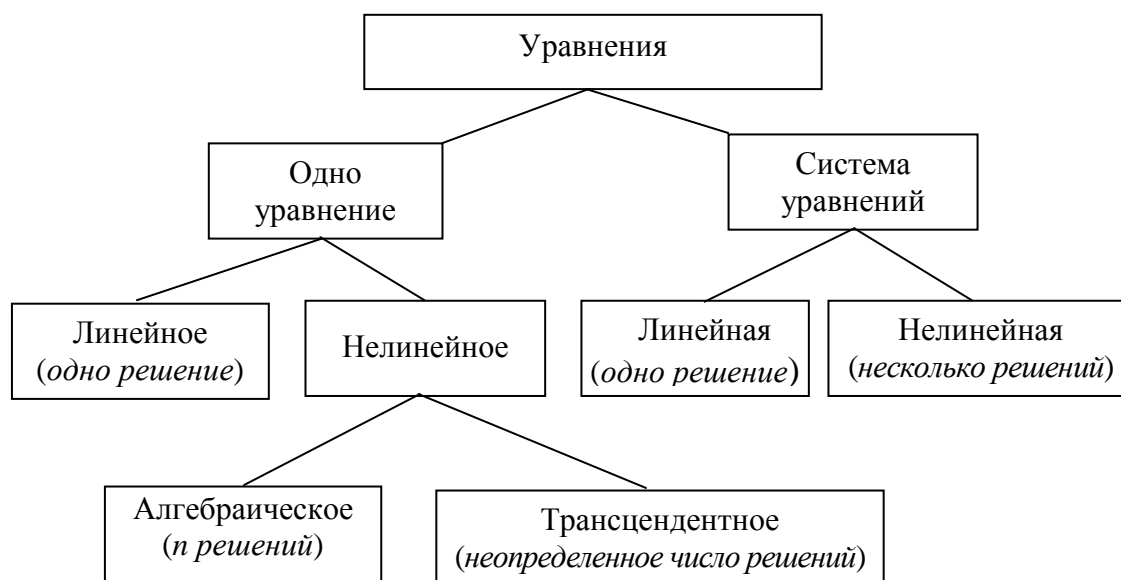 Уравнения
Одно
уравнение
Система
уравнений
Линейное
(одно решение)
Нелинейное
Линейная
(одно решение)
Нелинейная
(несколько решений)
Алгебраическое
(n решений)
Трансцендентное
(неопределенное число решений)